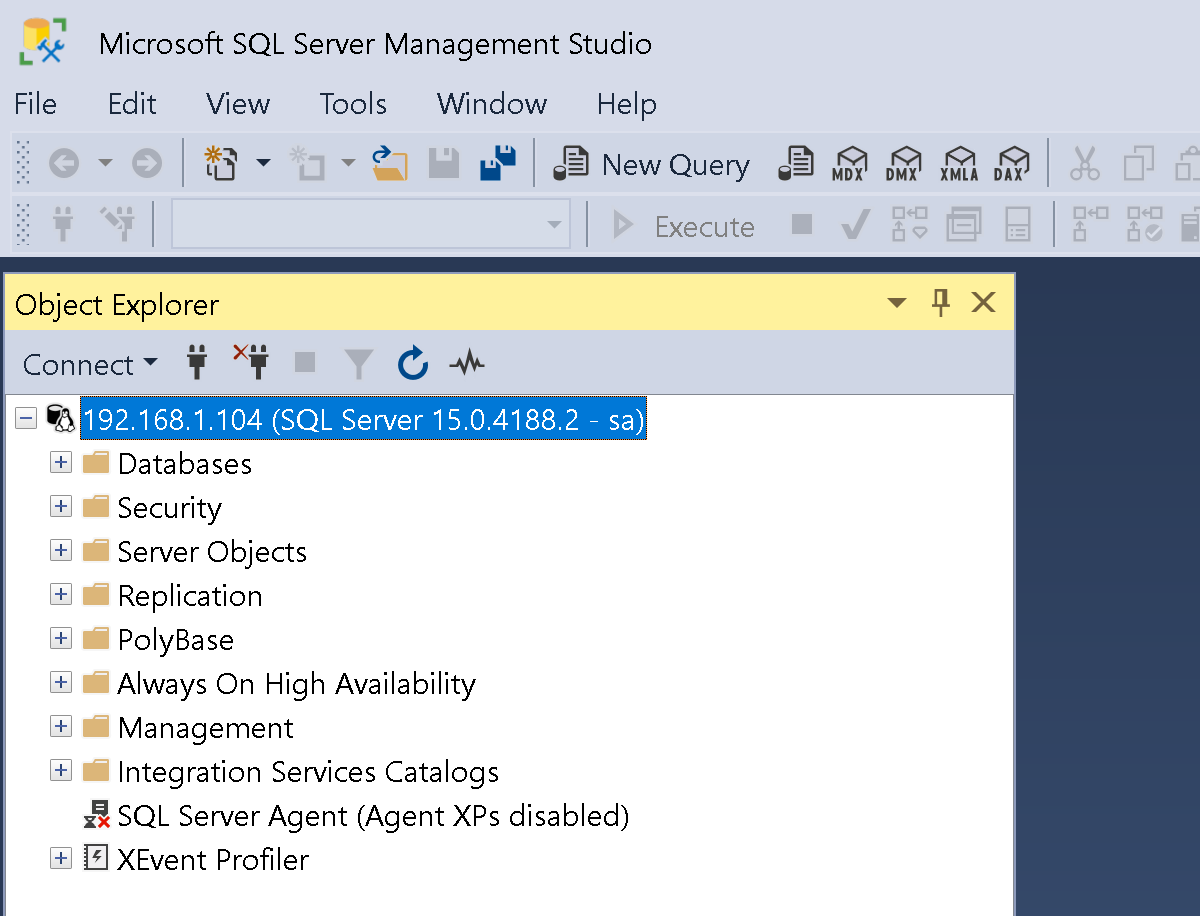 Microsoft SQL Server Management Studio
File Edit View Tools Window Help
New Query MDX DMX XMLA DAX
Execute
Object Explorer
Connect
192.168.1.104 (SQL Server 15.0.4188.2 - sa)
Databases
Security
Server Objects
Replication
PolyBase
Always On High Availability
Management
Integration Services Catalogs
SQL Server Agent (Agent XPs disabled)
XEvent Profiler